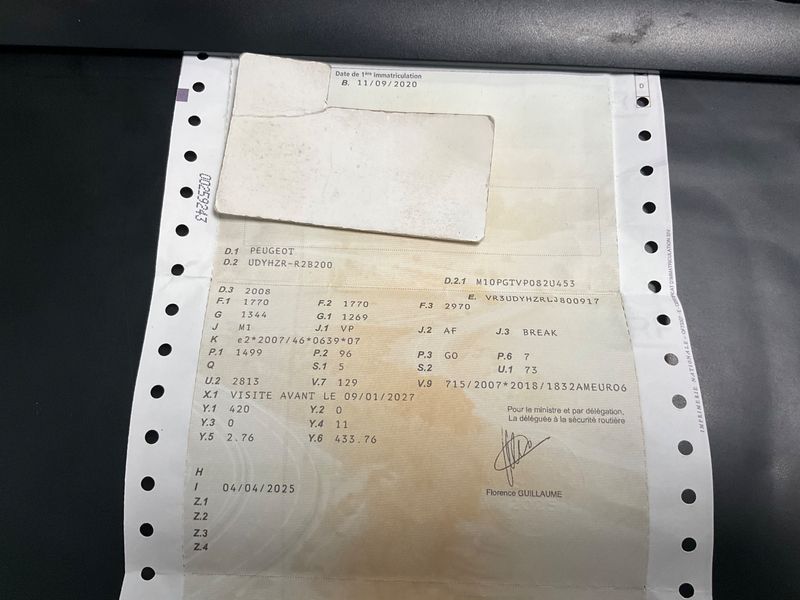 Date de 1ère immatriculation
B. 11/09/2020
D
00259243
D.1 PEUGEOT
D.2 UDYHZR-R2B200
D.2.1 M10PGTVP082U453
D.3 2008
E. VR3UDYHZRLJ800917
F.1 1770 F.2 1770 F.3 2970
G 1344 G.1 1269
J M1 J.1 VP J.2 AF J.3 BREAK
K e2*2007/46*0639*07
P.1 1499 P.2 96 P.3 GO P.6 7
Q S.1 5 S.2 U.1 73
U.2 2813 V.7 129 V.9 715/2007*2018/1832AMEURO6
X.1 VISITE AVANT LE 09/01/2027
Y.1 420 Y.2 0
Y.3 0 Y.4 11
Y.5 2.76 Y.6 433.76
Pour le ministre et par délégation,
La déléguée à la sécurité routière
Florence GUILLAUME
H
I 04/04/2025
Z.1
Z.2
Z.3
Z.4
IMPRIMERIE NATIONALE